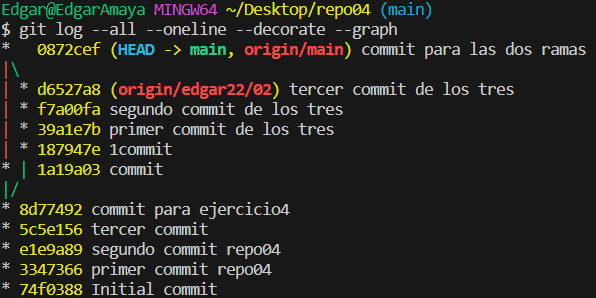 Edgar@EdgarAmaya MINGW64 ~/Desktop/repo04 (main)
$ git log --all --oneline --decorate --graph
*   0872cef (HEAD -> main, origin/main) commit para las dos ramas
|\
| * d6527a8 (origin/edgar22/02) tercer commit de los tres
| * f7a00fa segundo commit de los tres
| * 39a1e7b primer commit de los tres
| * 187947e 1commit
* | 1a19a03 commit
|/
* 8d77492 commit para ejercicio4
* 5c5e156 tercer commit
* e1e9a89 segundo commit repo04
* 3347366 primer commit repo04
* 74f0388 Initial commit